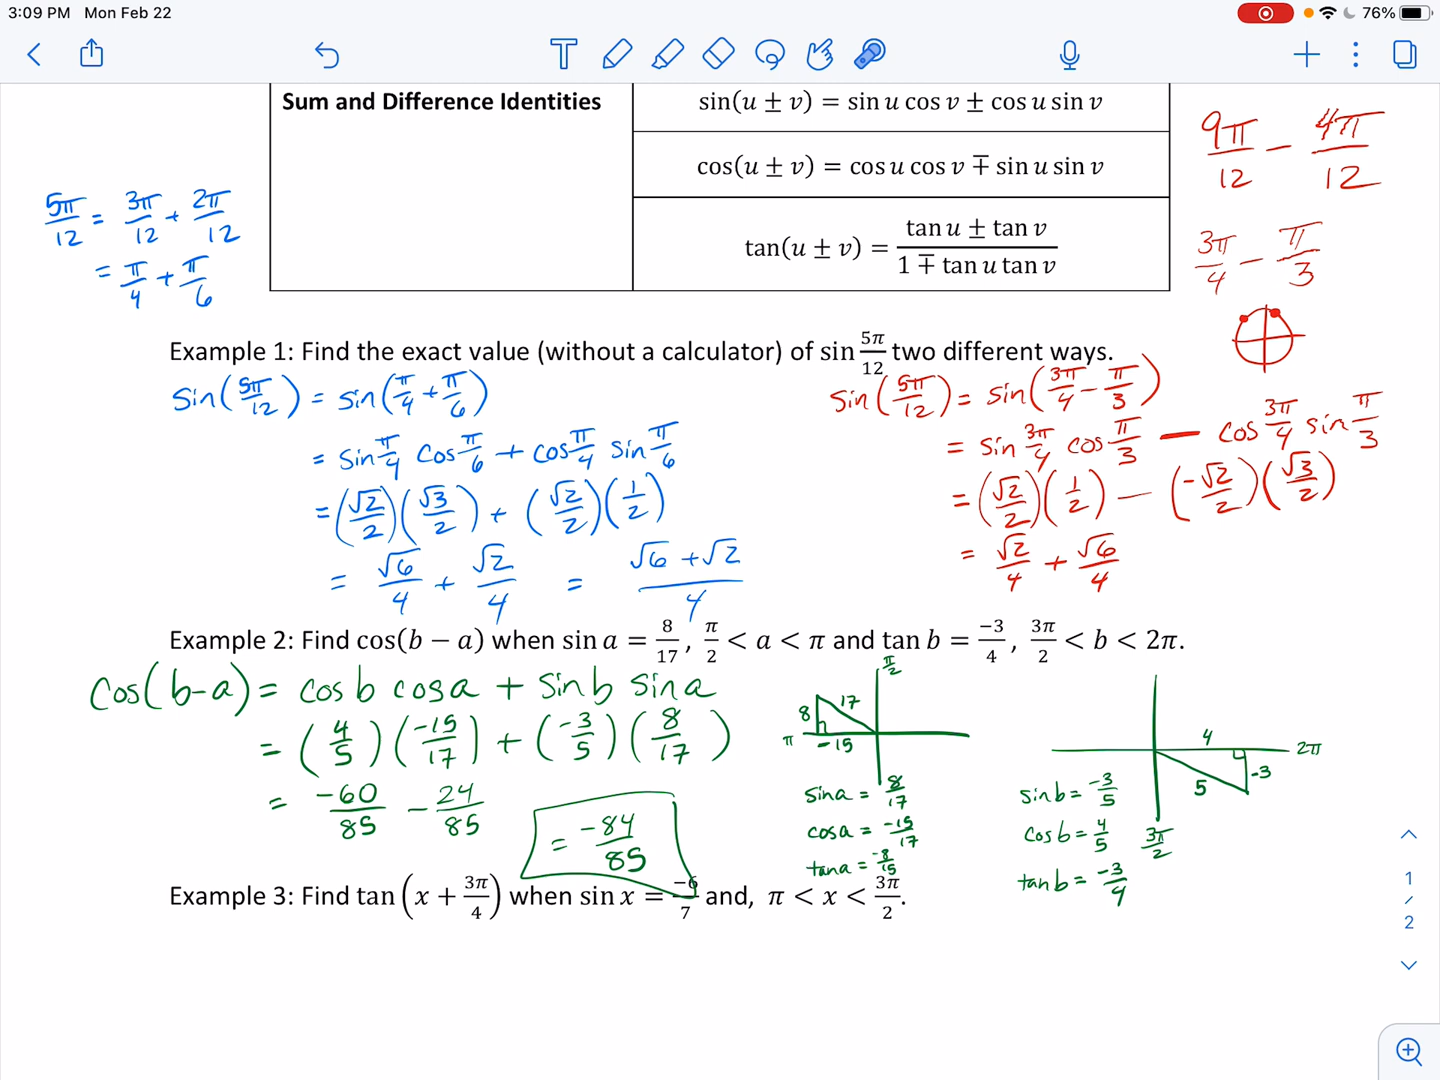 3:09 PM Mon Feb 22
76%
T
Sum and Difference Identities
sin(u ± v) = sin u cos v ± cos u sin v
cos(u ± v) = cos u cos v ∓ sin u sin v
tan(u ± v) = (tan u ± tan v)/(1 ∓ tan u tan v)
5π/12 = 3π/12 + 2π/12
= π/4 + π/6
9π/12 − 4π/12
3π/4 − π/3
Example 1: Find the exact value (without a calculator) of sin 5π/12 two different ways.
sin(5π/12) = sin(π/4 + π/6)
= sin π/4 cos π/6 + cos π/4 sin π/6
= (√2/2)(√3/2) + (√2/2)(1/2)
= √6/4 + √2/4 = (√6 + √2)/4
sin(5π/12) = sin(3π/4 − π/3)
= sin 3π/4 cos π/3 − cos 3π/4 sin π/3
= (√2/2)(1/2) − (−√2/2)(√3/2)
= √2/4 + √6/4
Example 2: Find cos(b − a) when sin a = 8/17, π/2 < a < π and tan b = −3/4, 3π/2 < b < 2π.
cos(b−a) = cos b cos a + sin b sin a
= (4/5)(−15/17) + (−3/5)(8/17)
= −60/85 − 24/85
= −84/85
π/2
8
17
π
−15
sin a = 8/17
cos a = −15/17
tan a = −8/15
4
2π
−3
5
3π/2
sin b = −3/5
cos b = 4/5
tan b = −3/4
Example 3: Find tan(x + 3π/4) when sin x = −6/7 and, π < x < 3π/2.
1
/
2